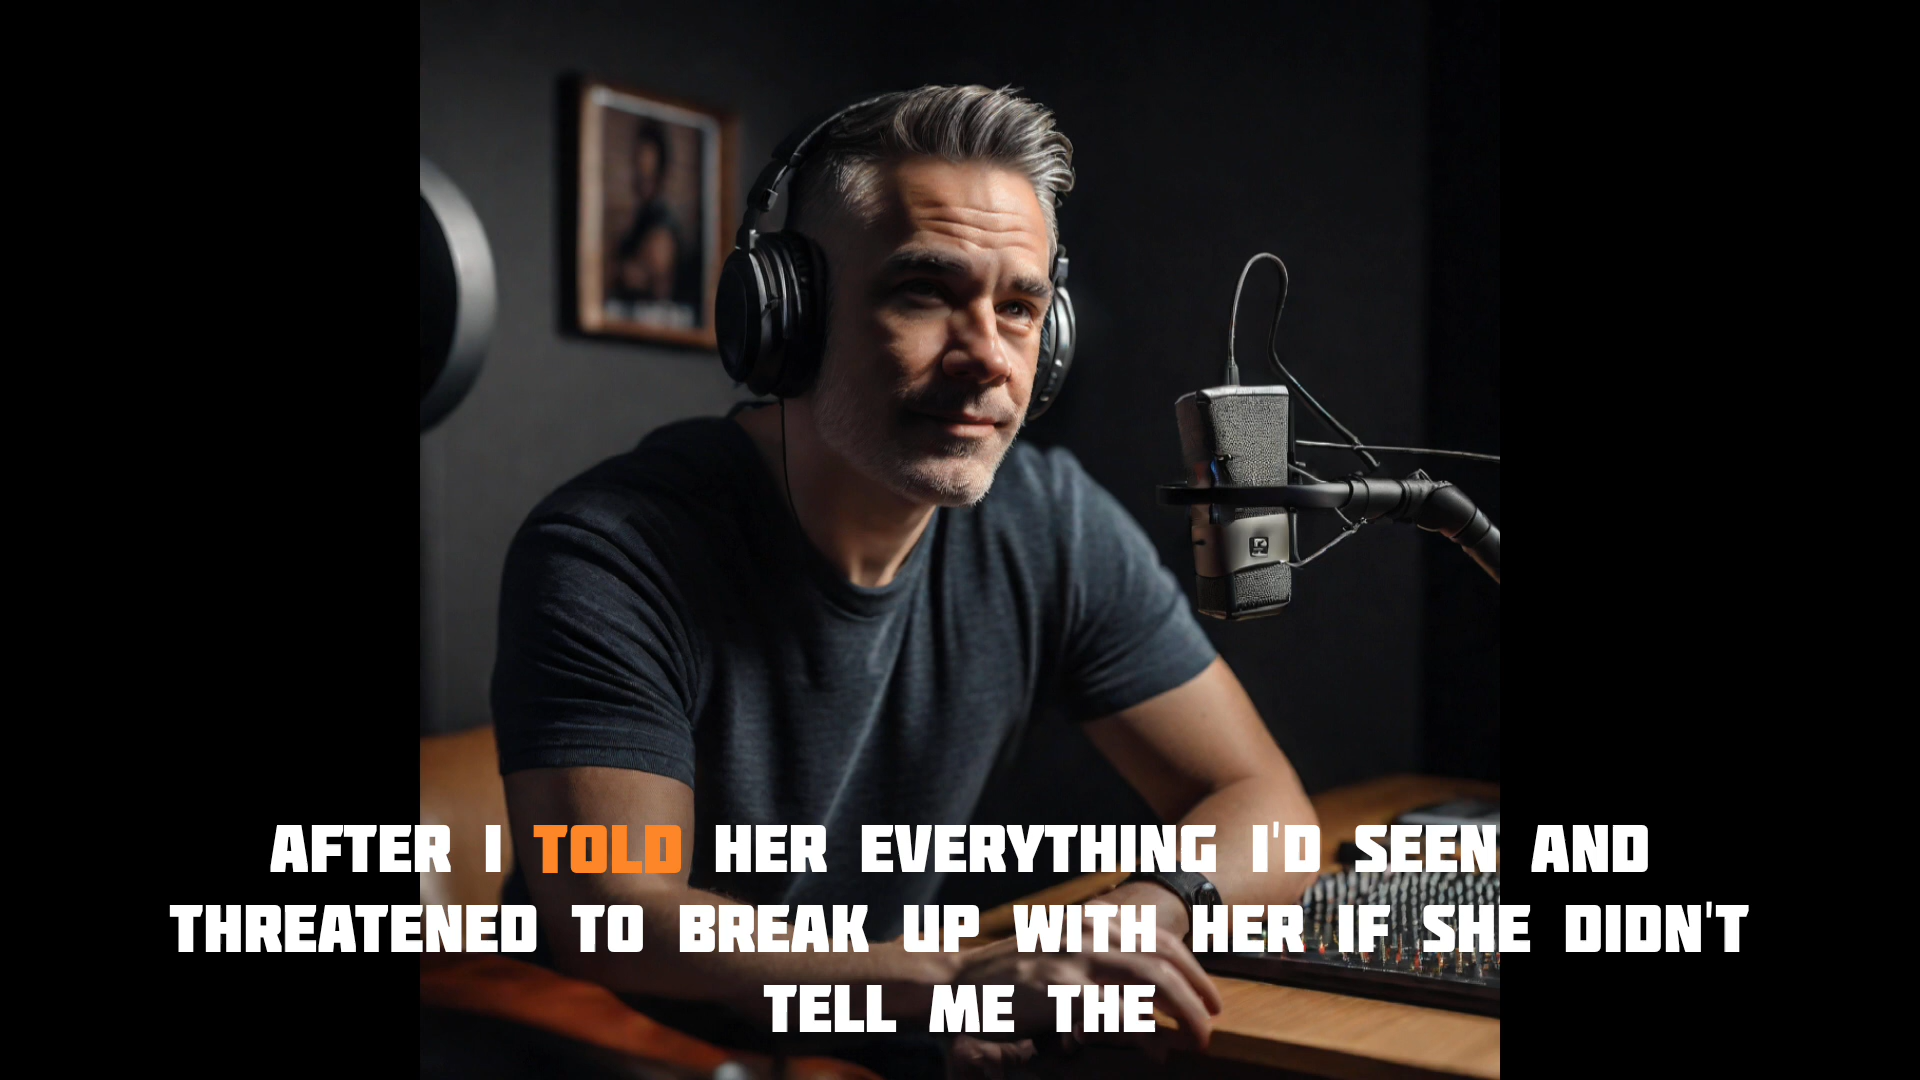 AFTER I TOLD HER EVERYTHING I'D SEEN AND
THREATENED TO BREAK UP WITH HER IF SHE DIDN'T
TELL ME THE